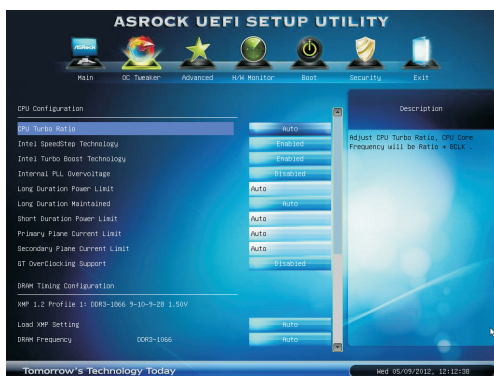 ASROCK UEFI SETUP UTILITY
ASRock
Main OC Tweaker Advanced H/W Monitor Boot Security Exit
CPU Configuration
Description
CPU Turbo Ratio Auto
Adjust CPU Turbo Ratio, CPU Core
Frequency will be Ratio * BCLK .
Intel SpeedStep Technology Enabled
Intel Turbo Boost Technology Enabled
Internal PLL Overvoltage Disabled
Long Duration Power Limit Auto
Long Duration Maintained Auto
Short Duration Power Limit Auto
Primary Plane Current Limit Auto
Secondary Plane Current Limit Auto
GT OverClocking Support Disabled
DRAM Timing Configuration
XMP 1.2 Profile 1: DDR3-1066 9-10-9-28 1.50V
Load XMP Setting Auto
DRAM Frequency DDR3-1066 Auto
Tomorrow's Technology Today
Wed 05/09/2012, 12:12:38